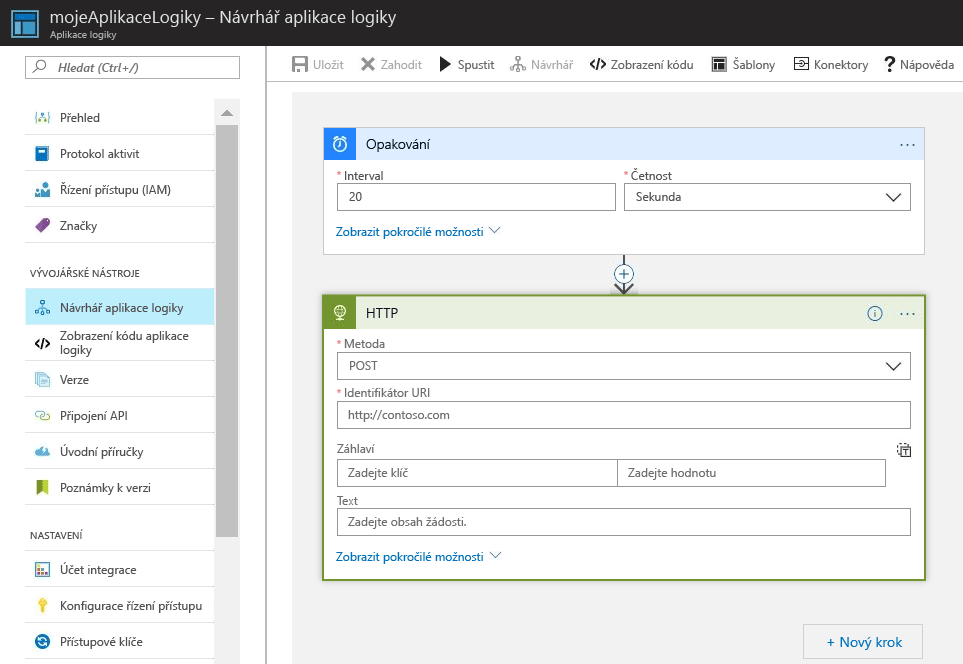 mojeAplikaceLogiky – Návrhář aplikace logiky
Aplikace logiky
Hledat (Ctrl+/)
Přehled
Protokol aktivit
Řízení přístupu (IAM)
Značky
VÝVOJÁŘSKÉ NÁSTROJE
Návrhář aplikace logiky
Zobrazení kódu aplikace
logiky
Verze
Připojení API
Úvodní příručky
Poznámky k verzi
NASTAVENÍ
Účet integrace
Konfigurace řízení přístupu
Přístupové klíče
Uložit Zahodit Spustit Návrhář Zobrazení kódu Šablony Konektory Nápověda
Opakování
* Interval * Četnost
20 Sekunda
Zobrazit pokročilé možnosti
HTTP
* Metoda
POST
* Identifikátor URI
http://contoso.com
Záhlaví
Zadejte klíč Zadejte hodnotu
Text
Zadejte obsah žádosti.
Zobrazit pokročilé možnosti
+ Nový krok